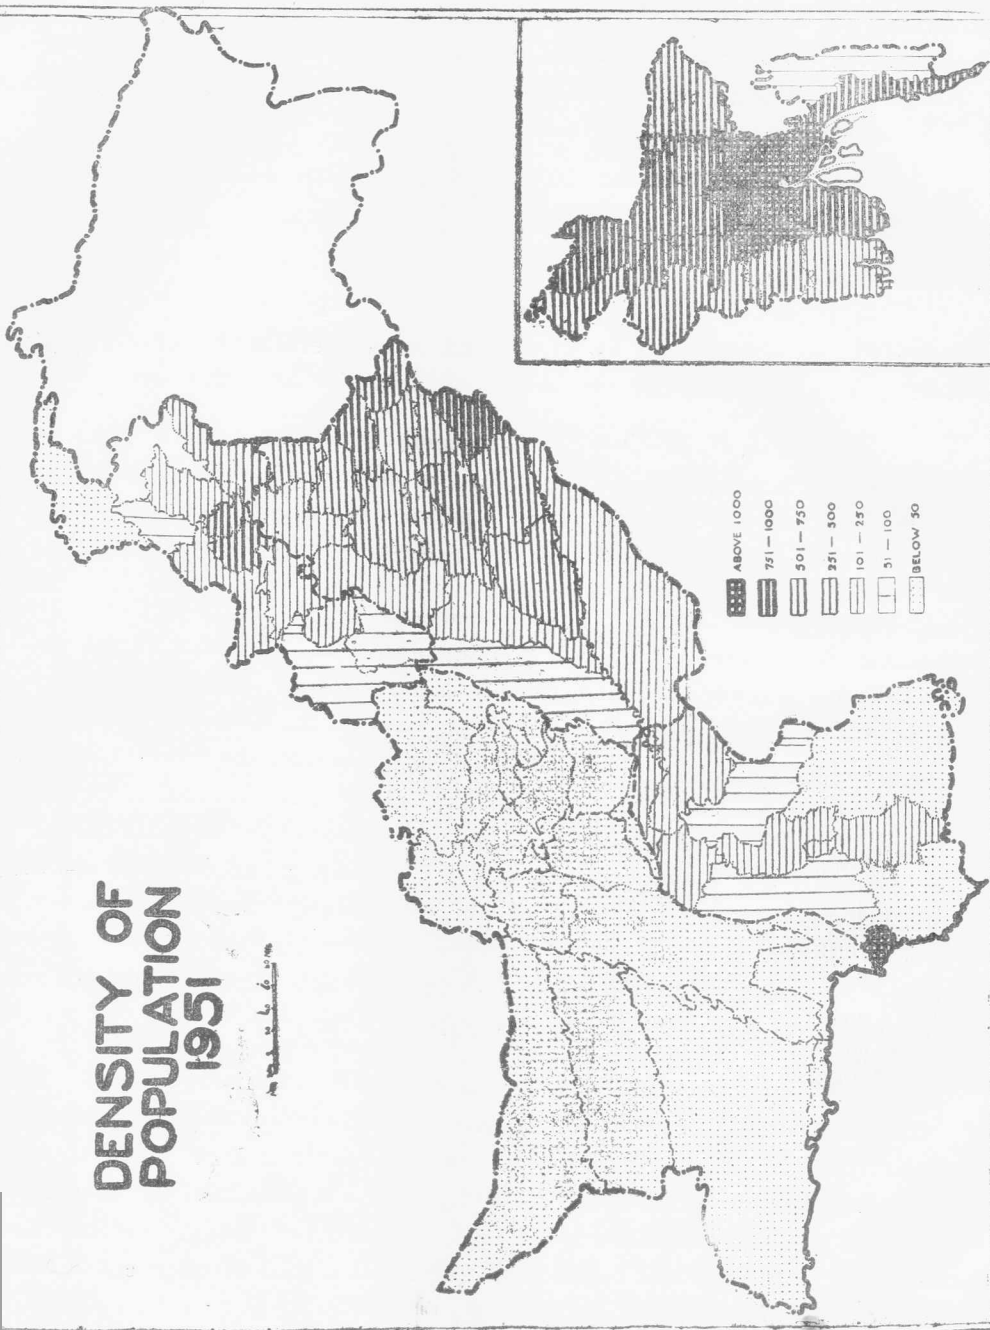 DENSITY OF
POPULATION
1951
ABOVE 1000
751 — 1000
501 — 750
251 — 500
101 — 250
51 — 100
BELOW 50